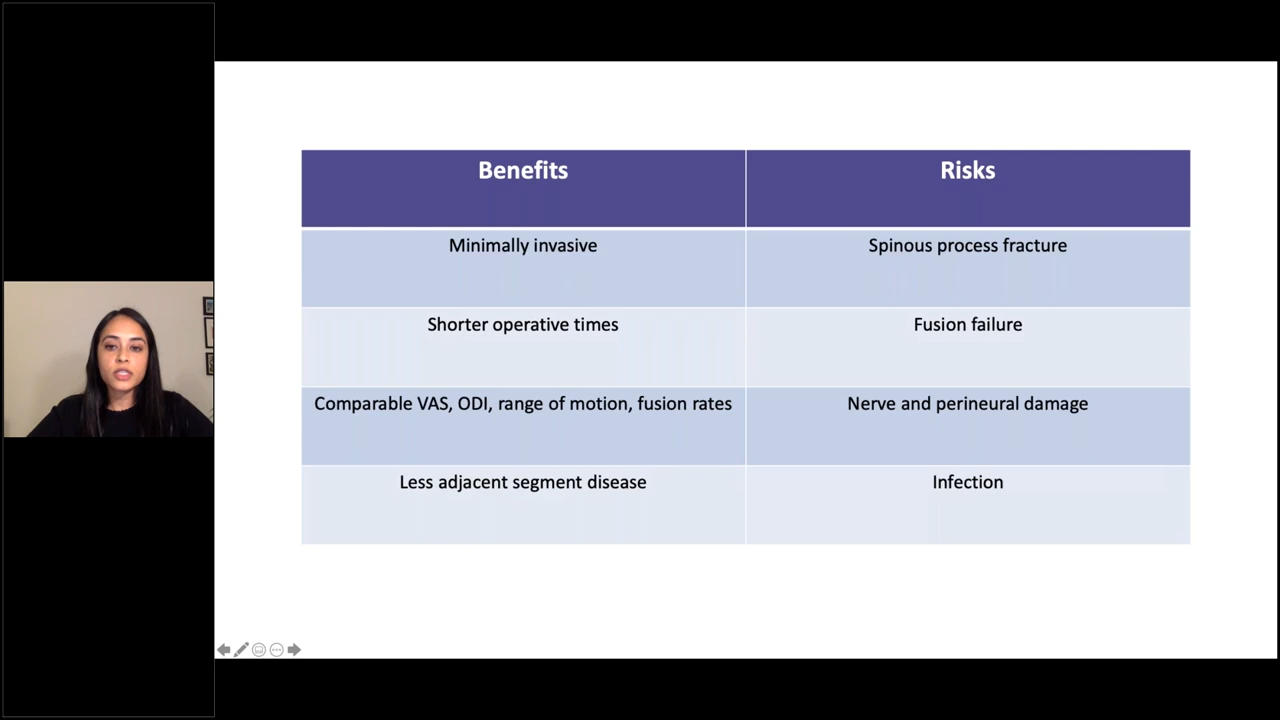 Benefits
Risks
Minimally invasive
Spinous process fracture
Shorter operative times
Fusion failure
Comparable VAS, ODI, range of motion, fusion rates
Nerve and perineural damage
Less adjacent segment disease
Infection